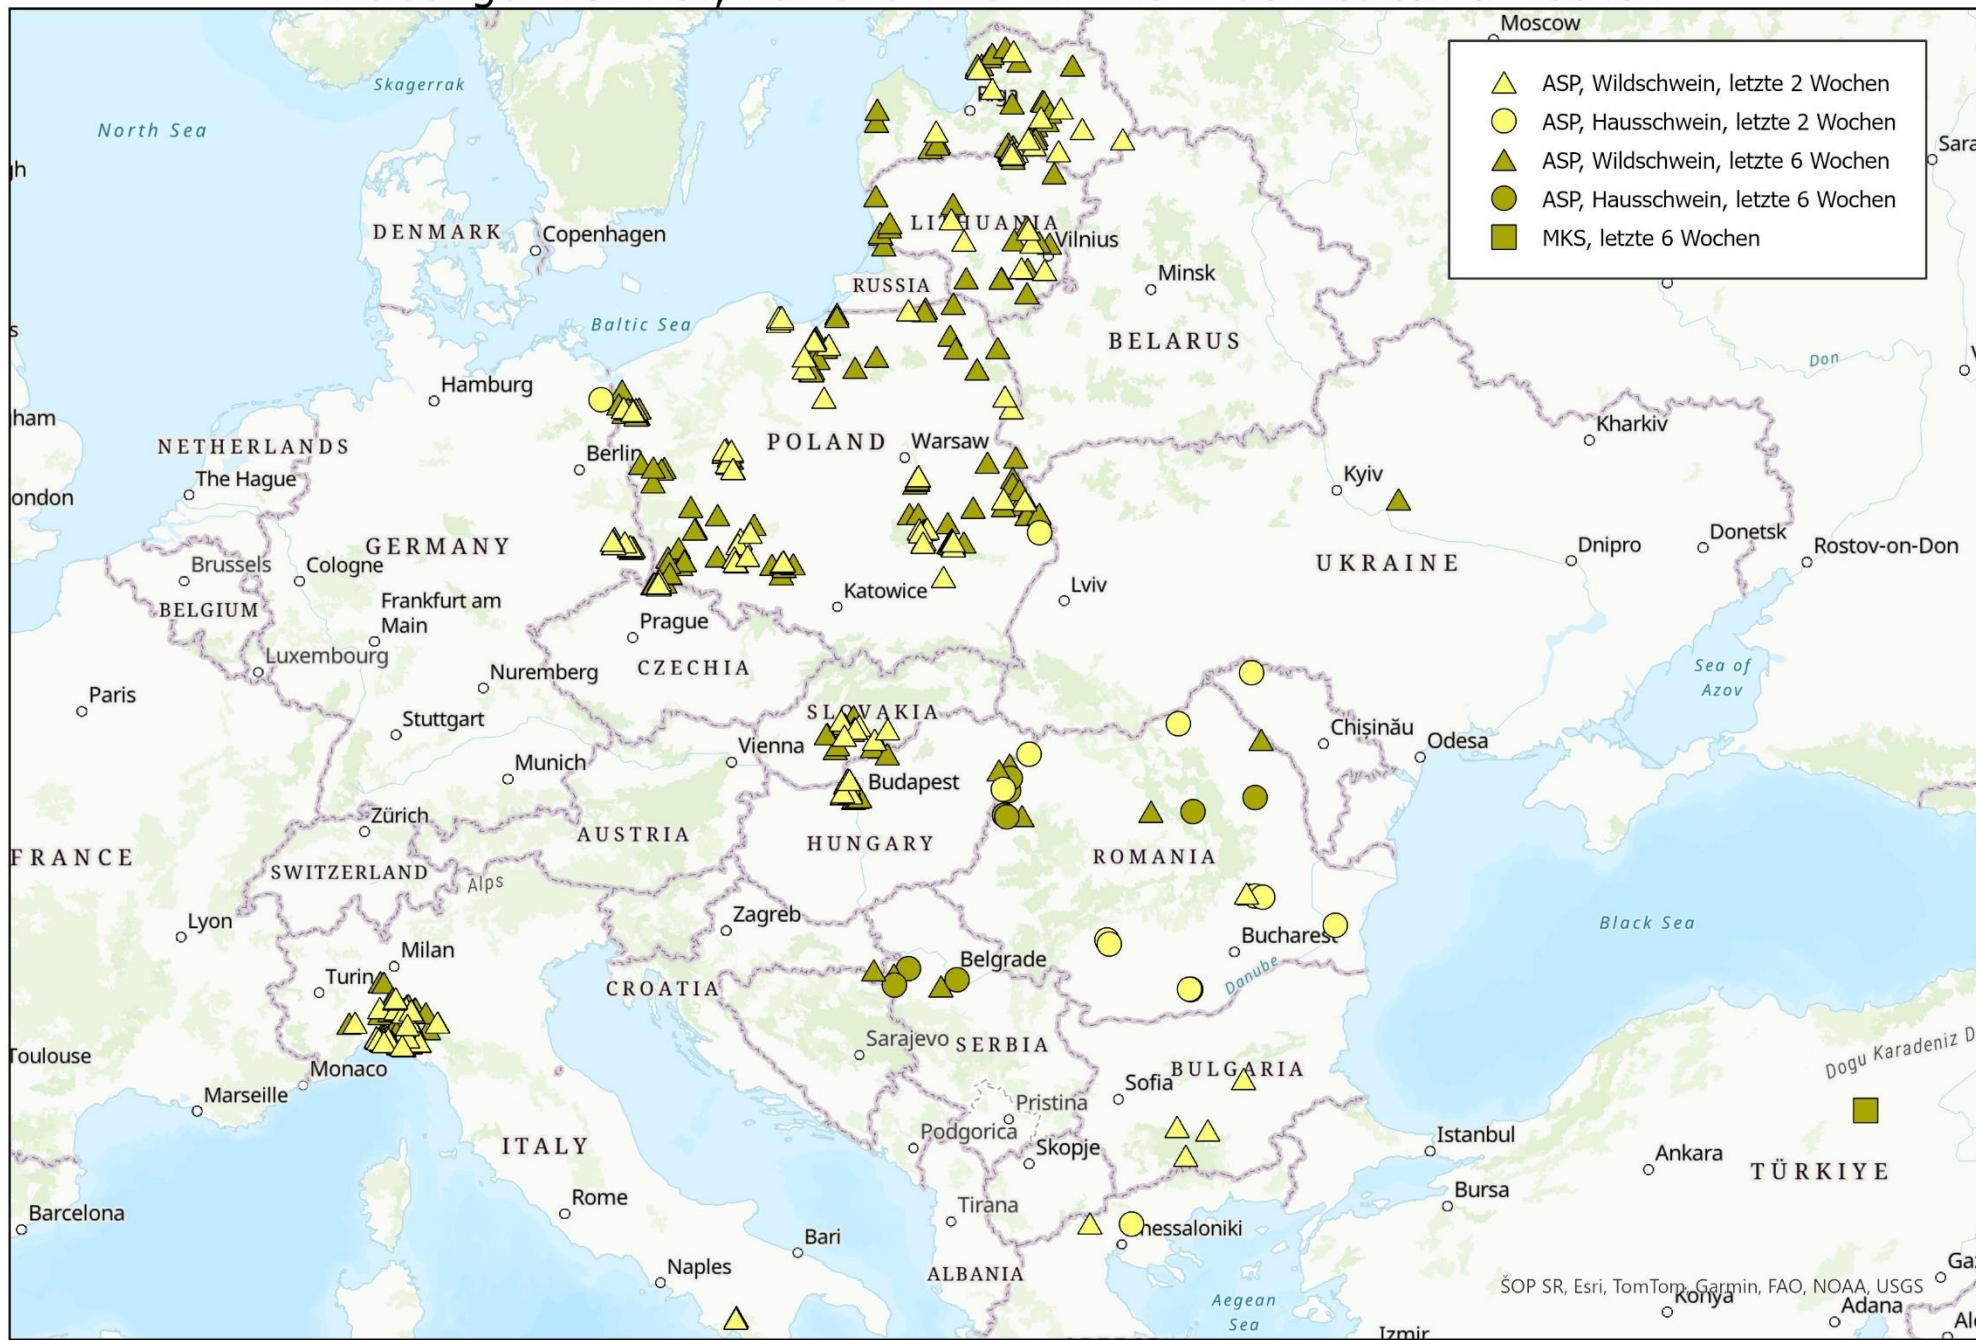 Moscow
Skagerrak
ASP, Wildschwein, letzte 2 Wochen
ASP, Hausschwein, letzte 2 Wochen
ASP, Wildschwein, letzte 6 Wochen
ASP, Hausschwein, letzte 6 Wochen
MKS, letzte 6 Wochen
North Sea
Riga
DENMARK
Copenhagen
LITHUANIA
Vilnius
Minsk
RUSSIA
Baltic Sea
BELARUS
Don
Hamburg
NETHERLANDS
The Hague
Berlin
POLAND
Warsaw
Kharkiv
Kyiv
GERMANY
Brussels
Cologne
BELGIUM
Frankfurt am
Main
Katowice
Lviv
UKRAINE
Dnipro
Donetsk
Rostov-on-Don
Prague
Luxembourg
CZECHIA
Nuremberg
Paris
Stuttgart
SLOVAKIA
Sea of
Azov
Munich
Vienna
Budapest
Chișinău
Odesa
Zürich
AUSTRIA
HUNGARY
FRANCE
SWITZERLAND
Alps
ROMANIA
Lyon
Zagreb
Black Sea
Milan
Turin
CROATIA
Belgrade
Bucharest
Danube
Toulouse
Monaco
Marseille
Sarajevo
SERBIA
Sofia
BULGARIA
Dogu Karadeniz D
Pristina
Podgorica
Skopje
ITALY
Istanbul
Ankara
TÜRKIYE
Barcelona
Rome
Tirana
Bursa
Bari
nessaloniki
Naples
ALBANIA
ŠOP SR, Esri, TomTom, Garmin, FAO, NOAA, USGS
Konya
Adana
Aegean
Sea
Izmir